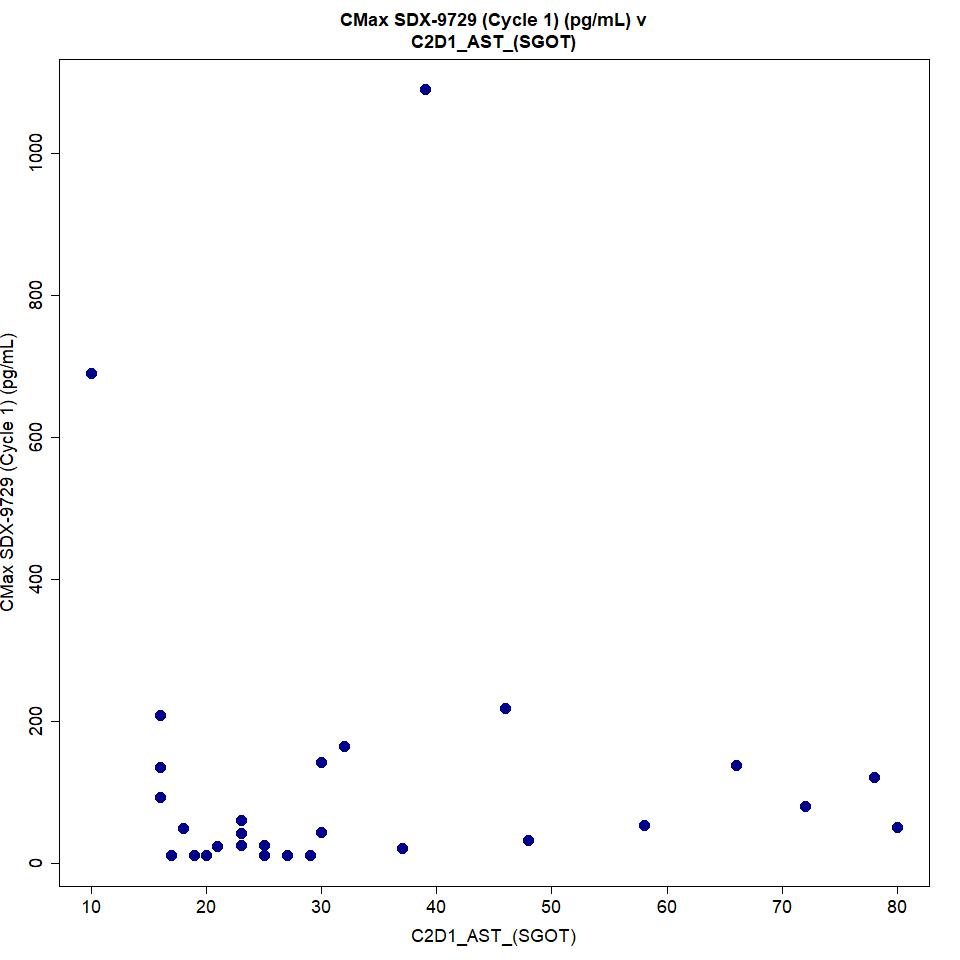 CMax SDX-9729 (Cycle 1) (pg/mL) v
C2D1_AST_(SGOT)
CMax SDX-9729 (Cycle 1) (pg/mL)
1000
800
600
400
200
0
10 20 30 40 50 60 70 80
C2D1_AST_(SGOT)